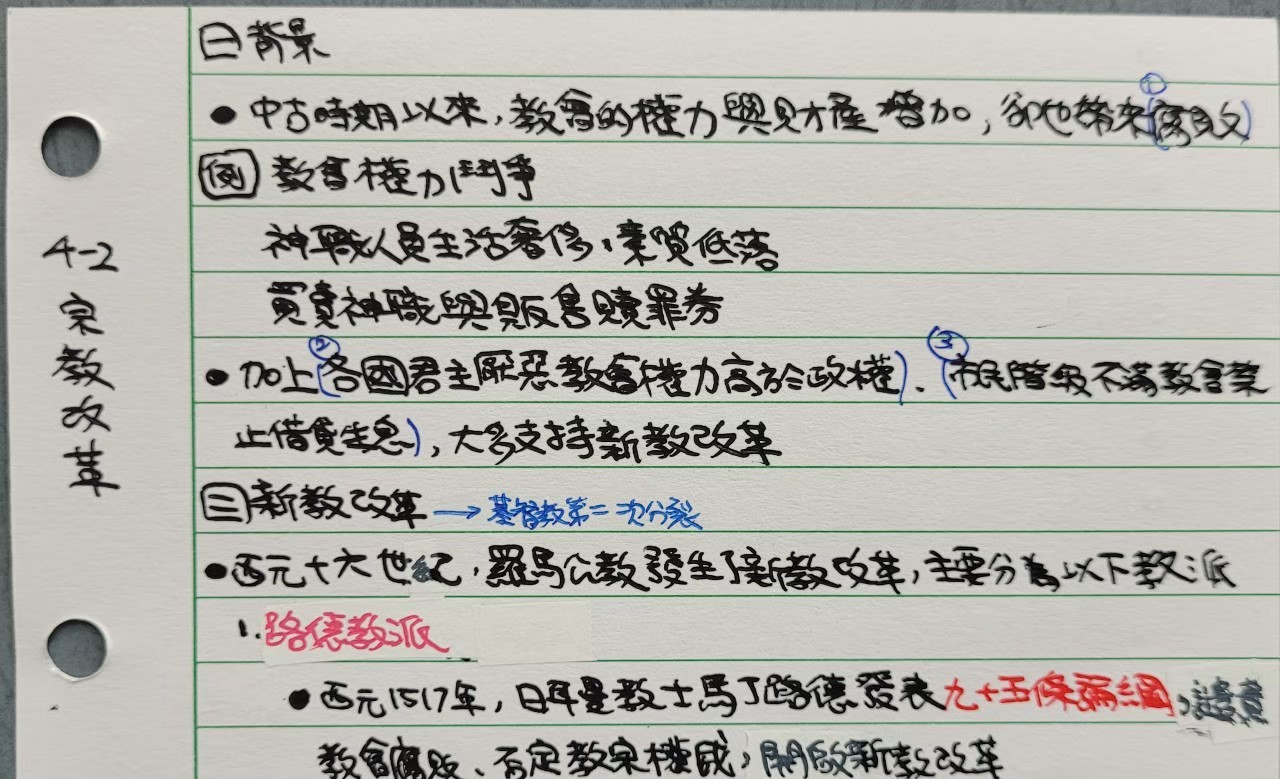 4-2 宗教改革
㊀背景
• 中古時期以來,教會的權力與財產增加,卻也帶來①(腐敗)
例 教會權力鬥爭
神職人員生活奢侈,素質低落
買賣神職與販售贖罪券
• 加上②(各國君主厭惡教會權力高於政權)、③(市民階級不滿教會禁
止借貸生息),大多支持新教改革
㊂新教改革 → 基督教第二次分裂
• 西元十六世紀,羅馬公教發生了新教改革,主要分為以下教派
1. 路德教派
• 西元1517年,日耳曼教士馬丁路德發表九十五條論綱,譴責
教會腐敗、否定教宗權威,開啟新教改革